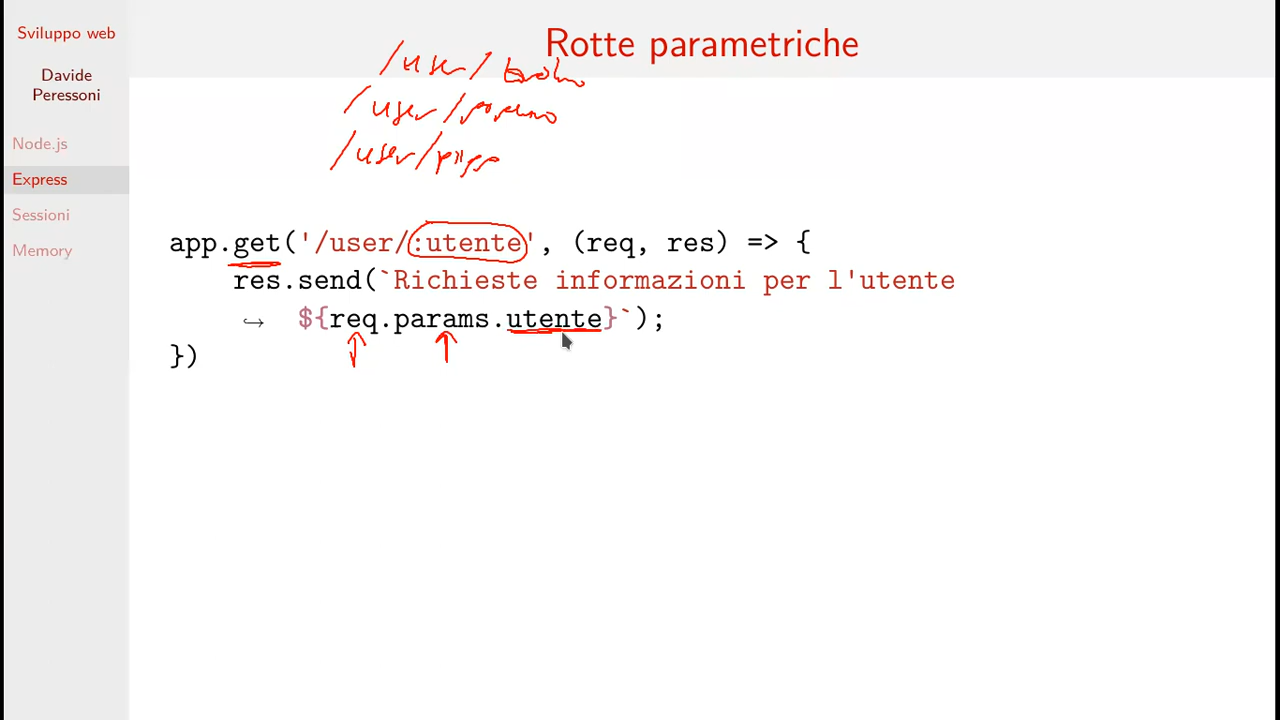 Sviluppo web
Davide
Peressoni
Node.js
Express
Sessioni
Memory
Rotte parametriche
/user/
/user/
/user/
app.get('/user/:utente', (req, res) => {
res.send(`Richieste informazioni per l'utente
↪ ${req.params.utente}`);
})